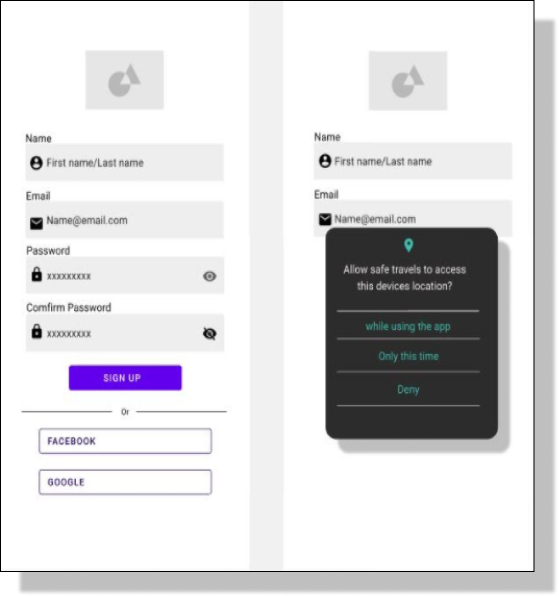 Name
First name/Last name
Email
Name@email.com
Password
xxxxxxxxx
Comfirm Password
xxxxxxxxx
SIGN UP
Or
FACEBOOK
GOOGLE
Name
First name/Last name
Email
Name@email.com
Allow safe travels to access
this devices location?
while using the app
Only this time
Deny